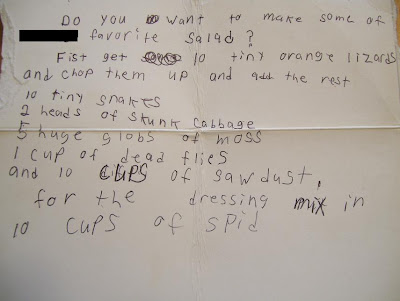 Do you want to make some of
favorite salad?
Fist get 10 tiny orange lizards
and chop them up and add the rest
10 tiny snakes
2 heads of skunk cabbage
5 huge globs of moss
1 cup of dead flies
and 10 cups of sawdust,
for the dressing mix in
10 cups of spid